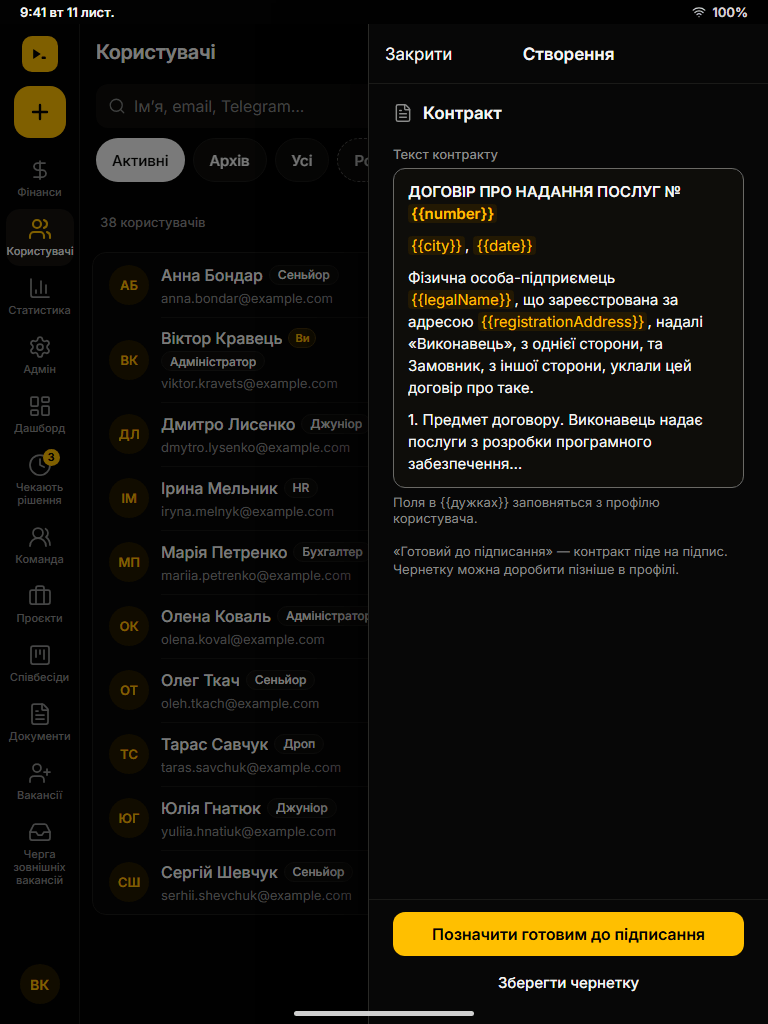 9:41 вт 11 лист.
100%
Фінанси
Користувачі
Статистика
Адмін
Дашборд
3
Чекають
рішення
Команда
Проєкти
Співбесіди
Документи
Вакансії
Черга
зовнішніх
вакансій
ВК
Користувачі
Ім’я, email, Telegram...
Активні
Архів
Усі
38 користувачів
АБ
Анна Бондар Сеньйор
anna.bondar@example.com
ВК
Віктор Кравець Ви
Адміністратор
viktor.kravets@example.com
ДЛ
Дмитро Лисенко Джуніор
dmytro.lysenko@example.com
ІМ
Ірина Мельник HR
iryna.melnyk@example.com
МП
Марія Петренко Бухгалтер
mariia.petrenko@example.com
ОК
Олена Коваль Адміністратор
olena.koval@example.com
ОТ
Олег Ткач Сеньйор
oleh.tkach@example.com
ТС
Тарас Савчук Дроп
taras.savchuk@example.com
ЮГ
Юлія Гнатюк Джуніор
yuliia.hnatiuk@example.com
СШ
Сергій Шевчук Сеньйор
serhii.shevchuk@example.com
Закрити
Створення
Контракт
Текст контракту
ДОГОВІР ПРО НАДАННЯ ПОСЛУГ №
{{number}}
{{city}}, {{date}}
Фізична особа-підприємець
{{legalName}}, що зареєстрована за
адресою {{registrationAddress}}, надалі
«Виконавець», з однієї сторони, та
Замовник, з іншої сторони, уклали цей
договір про таке.
1. Предмет договору. Виконавець надає
послуги з розробки програмного
забезпечення...
Поля в {{дужках}} заповняться з профілю
користувача.
«Готовий до підписання» — контракт піде на підпис.
Чернетку можна доробити пізніше в профілі.
Позначити готовим до підписання
Зберегти чернетку